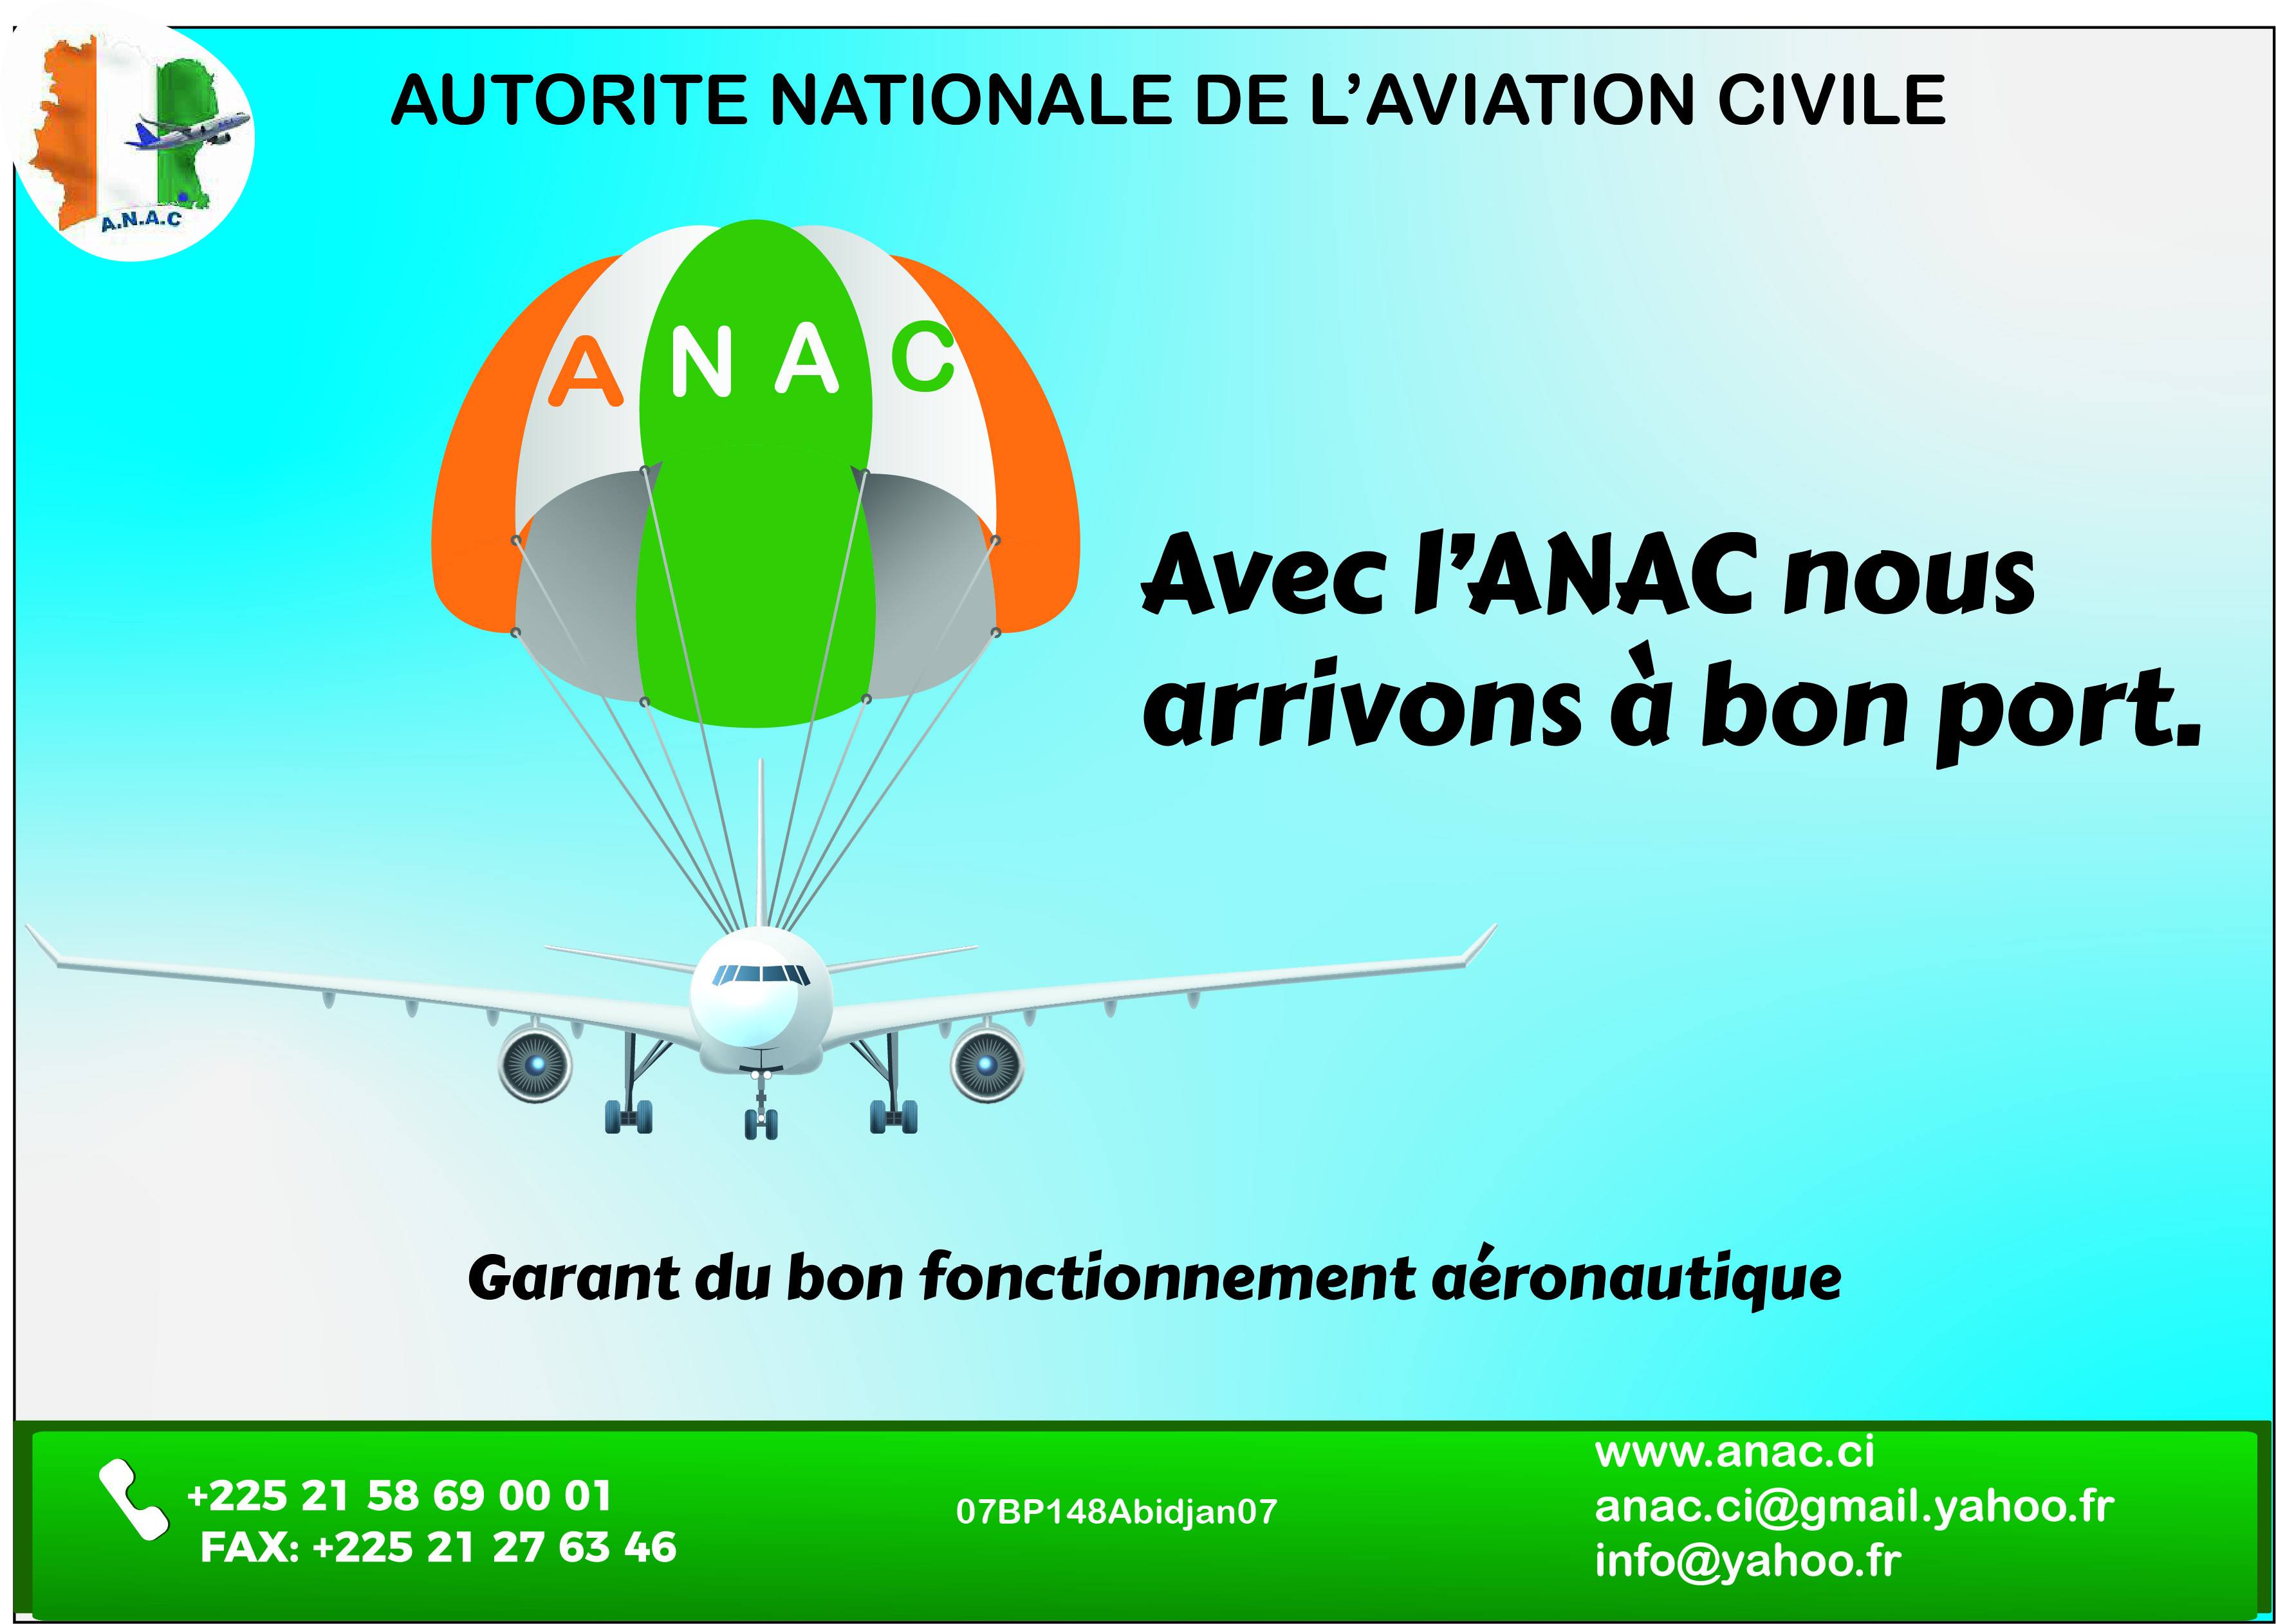 AUTORITE NATIONALE DE L’AVIATION CIVILE
A.N.A.C
A N A C
Avec l’ANAC nous
arrivons à bon port.
Garant du bon fonctionnement aéronautique
+225 21 58 69 00 01
FAX: +225 21 27 63 46
07BP148Abidjan07
www.anac.ci
anac.ci@gmail.yahoo.fr
info@yahoo.fr